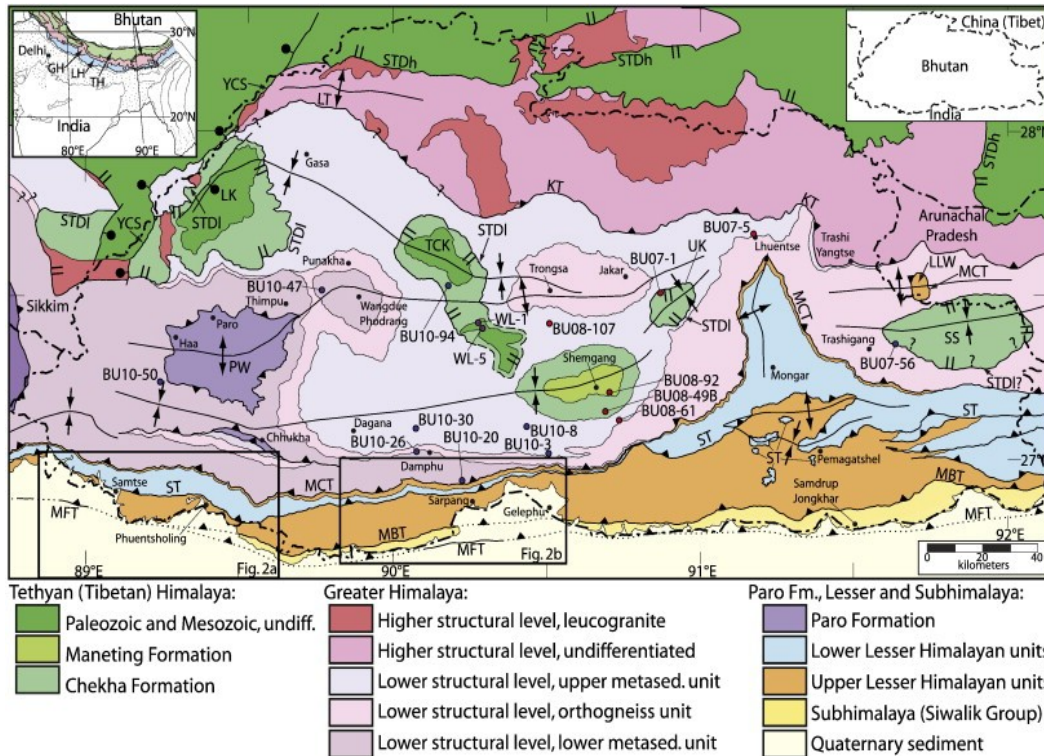 Bhutan
30°N
Delhi
GH
LH
TH
India
20°N
80°E
90°E
China (Tibet)
Bhutan
India
YCS
STDh
STDh
LT
28°
STDh
Gasa
KT
KT
LK
STDl
STDl
YCS
STDl
Arunachal
Pradesh
LLW
MCT
TCK
STDl
BU07-5
UK
Lhuentse
Trashi
Yangtse
Punakha
Trongsa
Jakar
BU07-1
BU10-47
Sikkim
Thimpu
Wangdue
Phodrang
WL-1
BU10-94
BU08-107
STDl
MCT
Paro
Haa
PW
WL-5
Trashigang
SS
BU07-56
STDl?
Shemgang
BU10-50
BU08-92
BU08-49B
BU08-61
Mongar
Dagana
BU10-30
BU10-26
BU10-20
BU10-8
BU10-3
Chhukha
Damphu
ST
ST
ST
Pemagatshel
27°
MCT
Samtse
ST
Sarpang
Samdrup
Jongkhar
MBT
MFT
Phuentsholing
MBT
Gelephu
MFT
MFT
92°E
89°E
Fig. 2a
90°E
Fig. 2b
91°E
0 10 20
kilometers
Tethyan (Tibetan) Himalaya:
Paleozoic and Mesozoic, undiff.
Maneting Formation
Chekha Formation
Greater Himalaya:
Higher structural level, leucogranite
Higher structural level, undifferentiated
Lower structural level, upper metased. unit
Lower structural level, orthogneiss unit
Lower structural level, lower metased. unit
Paro Fm., Lesser and Subhimalaya:
Paro Formation
Lower Lesser Himalayan units
Upper Lesser Himalayan units
Subhimalaya (Siwalik Group)
Quaternary sediment